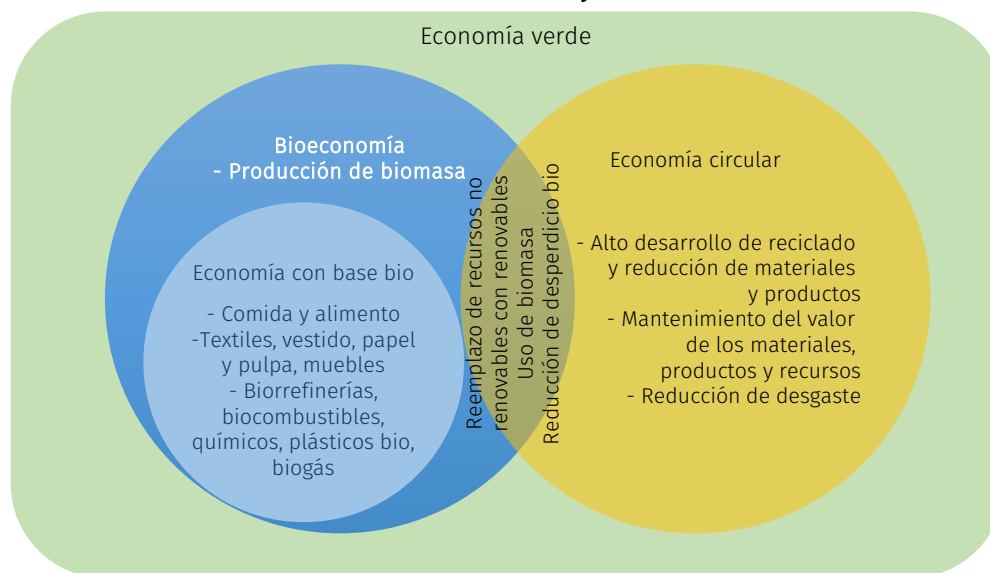 Economía verde
Bioeconomía
- Producción de biomasa
Economía con base bio
- Comida y alimento
-Textiles, vestido, papel
y pulpa, muebles
- Biorrefinerías,
biocombustibles,
químicos, plásticos bio,
biogás
Reemplazo de recursos no
renovables con renovables
Uso de biomasa
Reducción de desperdicio bio
Economía circular
- Alto desarrollo de reciclado
y reducción de materiales
y productos
- Mantenimiento del valor
de los materiales,
productos y recursos
- Reducción de desgaste